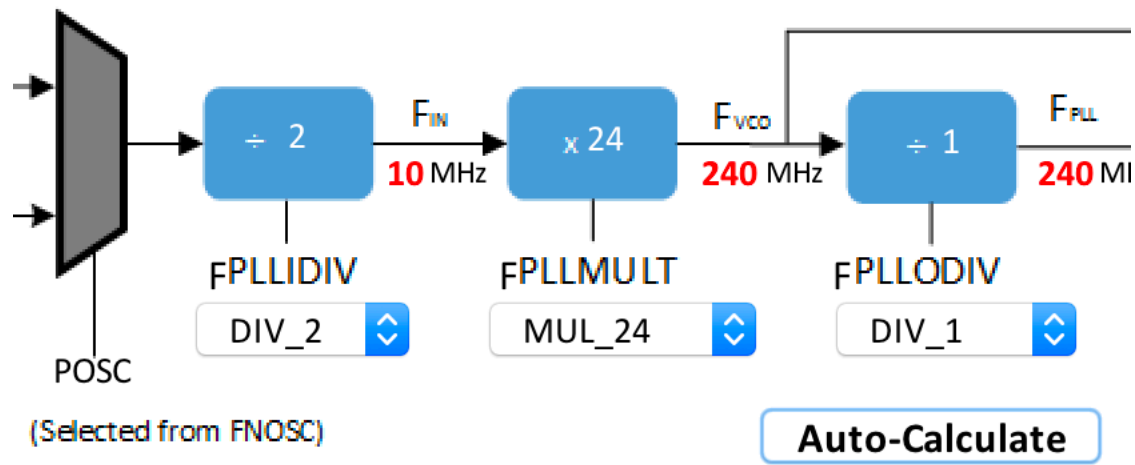 ÷ 2
FIN
10 MHz
x 24
FVCO
240 MHz
÷ 1
FPLL
240 MH
FPLLIDIV
FPLLMULT
FPLLODIV
DIV_2
MUL_24
DIV_1
POSC
(Selected from FNOSC)
Auto-Calculate